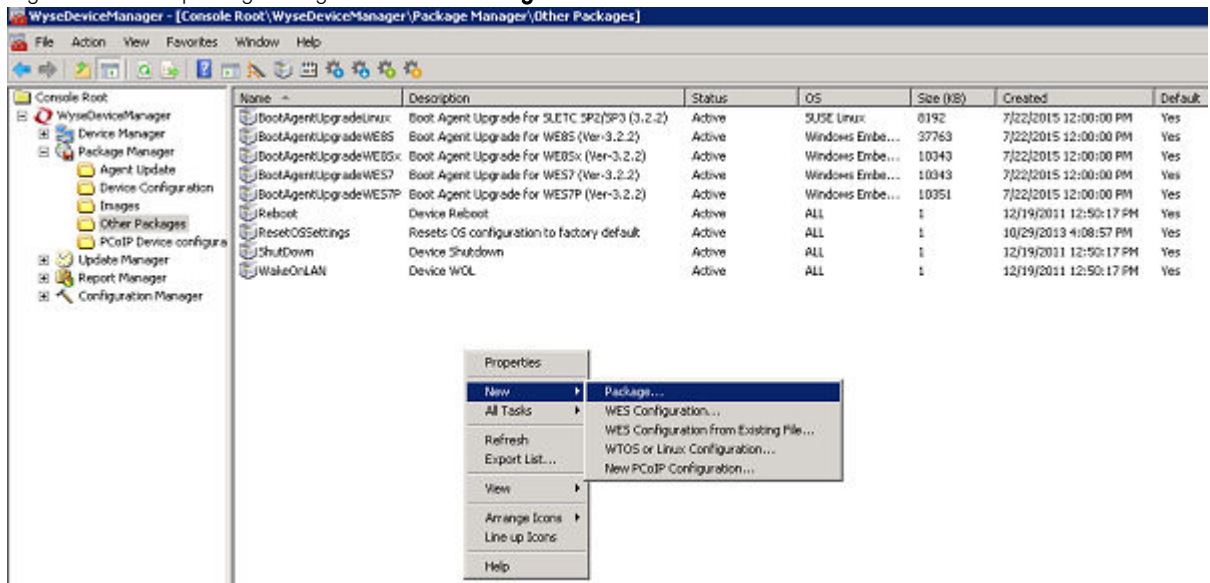 WyseDeviceManager - [Console Root\WyseDeviceManager\Package Manager\Other Packages]
File Action View Favorites Window Help
Console Root
WyseDeviceManager
Device Manager
Package Manager
Agent Update
Device Configuration
Images
Other Packages
PCoIP Device configura
Update Manager
Report Manager
Configuration Manager
Name Description Status OS Size (KB) Created Default
BootAgentUpgradeLinux Boot Agent Upgrade for SLETC SP2/SP3 (3.2.2) Active SUSE Linux 8192 7/22/2015 12:00:00 PM Yes
BootAgentUpgradeWE8S Boot Agent Upgrade for WE8S (Ver-3.2.2) Active Windows Embe... 37763 7/22/2015 12:00:00 PM Yes
BootAgentUpgradeWE8Sx Boot Agent Upgrade for WE8Sx (Ver-3.2.2) Active Windows Embe... 10343 7/22/2015 12:00:00 PM Yes
BootAgentUpgradeWES7 Boot Agent Upgrade for WES7 (Ver-3.2.2) Active Windows Embe... 10343 7/22/2015 12:00:00 PM Yes
BootAgentUpgradeWES7P Boot Agent Upgrade for WES7P (Ver-3.2.2) Active Windows Embe... 10351 7/22/2015 12:00:00 PM Yes
Reboot Device Reboot Active ALL 1 12/19/2011 12:50:17 PM Yes
ResetOSSettings Resets OS configuration to factory default Active ALL 1 10/29/2013 4:08:57 PM Yes
ShutDown Device Shutdown Active ALL 1 12/19/2011 12:50:17 PM Yes
WakeOnLAN Device WOL Active ALL 1 12/19/2011 12:50:17 PM Yes
Properties
New
All Tasks
Refresh
Export List...
View
Arrange Icons
Line up Icons
Help
Package...
WES Configuration...
WES Configuration from Existing File...
WTOS or Linux Configuration...
New PCoIP Configuration...